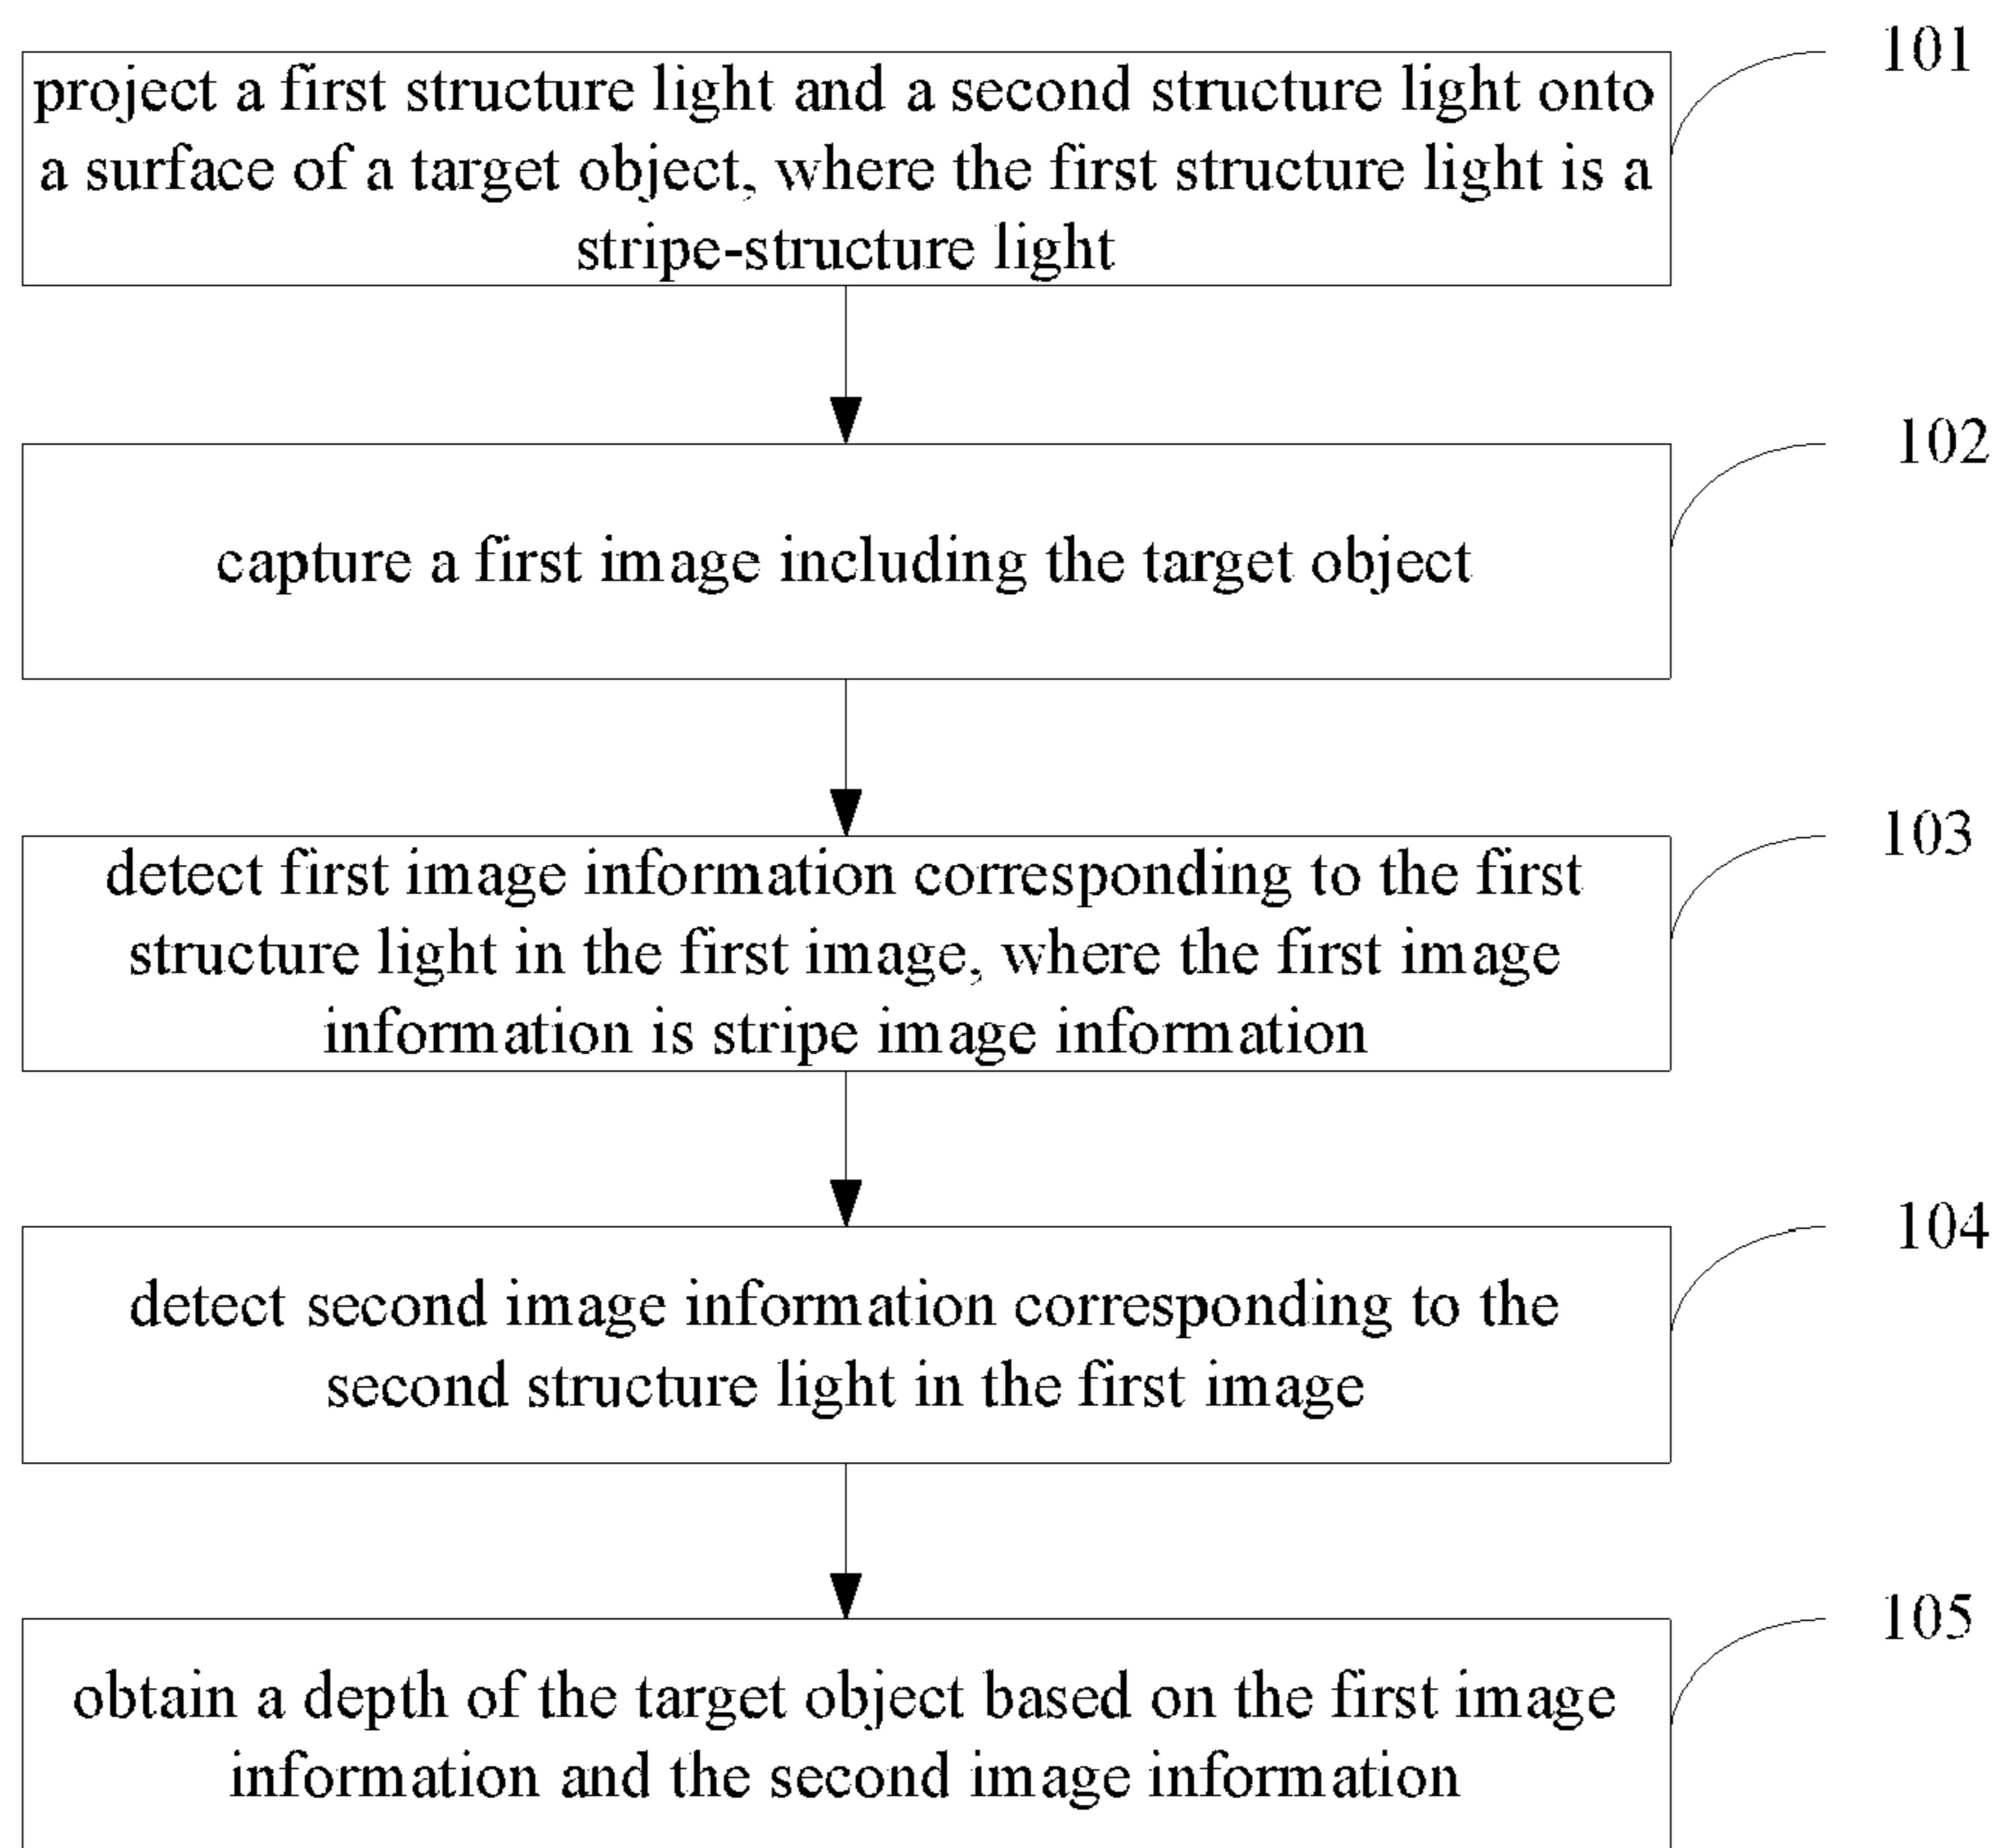 101
project a first structure light and a second structure light onto
a surface of a target object, where the first structure light is a
stripe-structure light
102
capture a first image including the target object
103
detect first image information corresponding to the first
structure light in the first image, where the first image
information is stripe image information
104
detect second image information corresponding to the
second structure light in the first image
105
obtain a depth of the target object based on the first image
information and the second image information